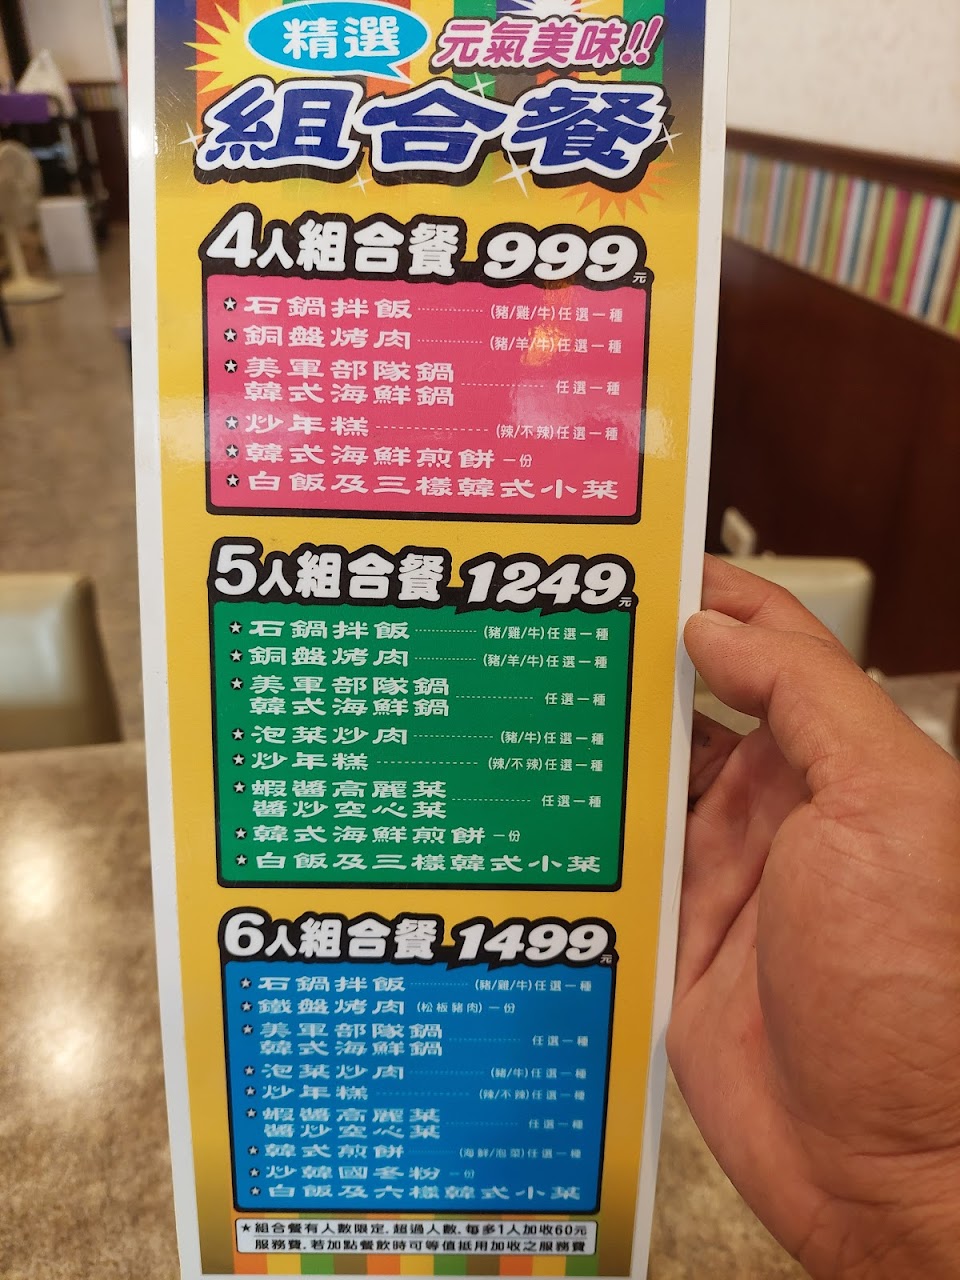 精選 元氣美味!!
組合餐
4人組合餐 999元
★石鍋拌飯 (豬/雞/牛)任選一種
★銅盤烤肉 (豬/羊/牛)任選一種
★美軍部隊鍋
韓式海鮮鍋 任選一種
★炒年糕 (辣/不辣)任選一種
★韓式海鮮煎餅 一份
★白飯及三樣韓式小菜
5人組合餐 1249元
★石鍋拌飯 (豬/雞/牛)任選一種
★銅盤烤肉 (豬/羊/牛)任選一種
★美軍部隊鍋
韓式海鮮鍋 任選一種
★泡菜炒肉 (豬/牛)任選一種
★炒年糕 (辣/不辣)任選一種
★蝦醬高麗菜
醬炒空心菜 任選一種
★韓式海鮮煎餅 一份
★白飯及三樣韓式小菜
6人組合餐 1499元
★石鍋拌飯 (豬/雞/牛)任選一種
★鐵盤烤肉 (松板豬肉) 一份
★美軍部隊鍋
韓式海鮮鍋 任選一種
★泡菜炒肉 (豬/牛)任選一種
★炒年糕 (辣/不辣)任選一種
★蝦醬高麗菜
醬炒空心菜 任選一種
★韓式煎餅 (海鮮/泡菜)任選一種
★炒韓國冬粉 一份
★白飯及六樣韓式小菜
★組合餐有人數限定.超過人數.每多1人加收60元
服務費.若加點餐飲時可等值抵用加收之服務費